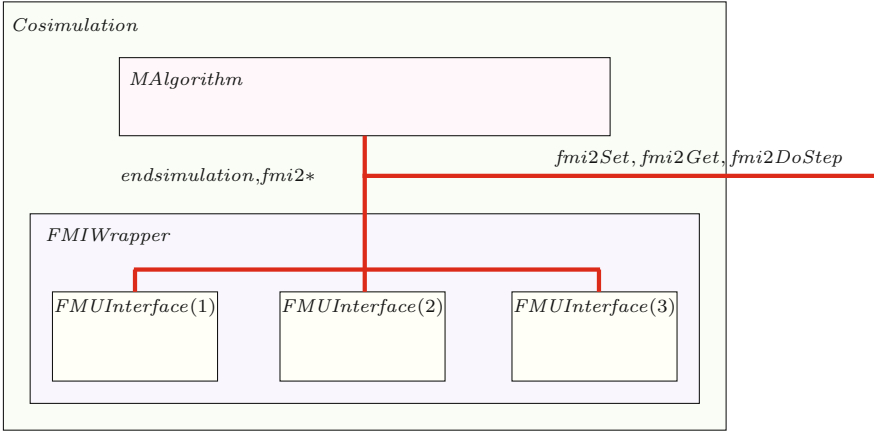 Cosimulation
MAlgorithm
fmi2Set, fmi2Get, fmi2DoStep
endsimulation,fmi2*
FMIWrapper
FMUInterface(1) FMUInterface(2) FMUInterface(3)